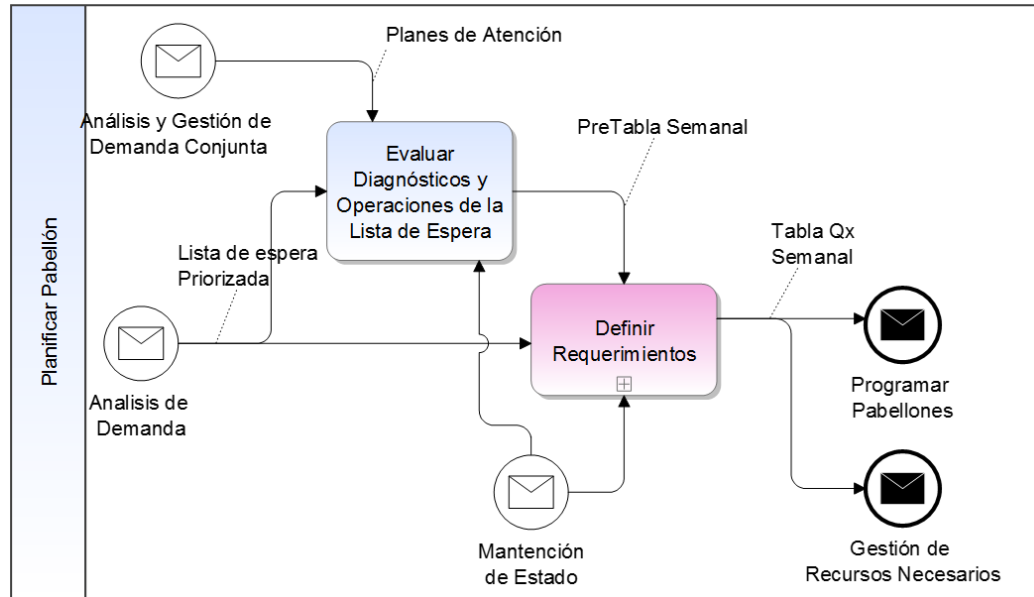 Planificar Pabellón
Planes de Atención
Análisis y Gestión de
Demanda Conjunta
Evaluar
Diagnósticos y
Operaciones de la
Lista de Espera
PreTabla Semanal
Lista de espera
Priorizada
Tabla Qx
Semanal
Definir
Requerimientos
Analisis de
Demanda
Programar
Pabellones
Mantención
de Estado
Gestión de
Recursos Necesarios